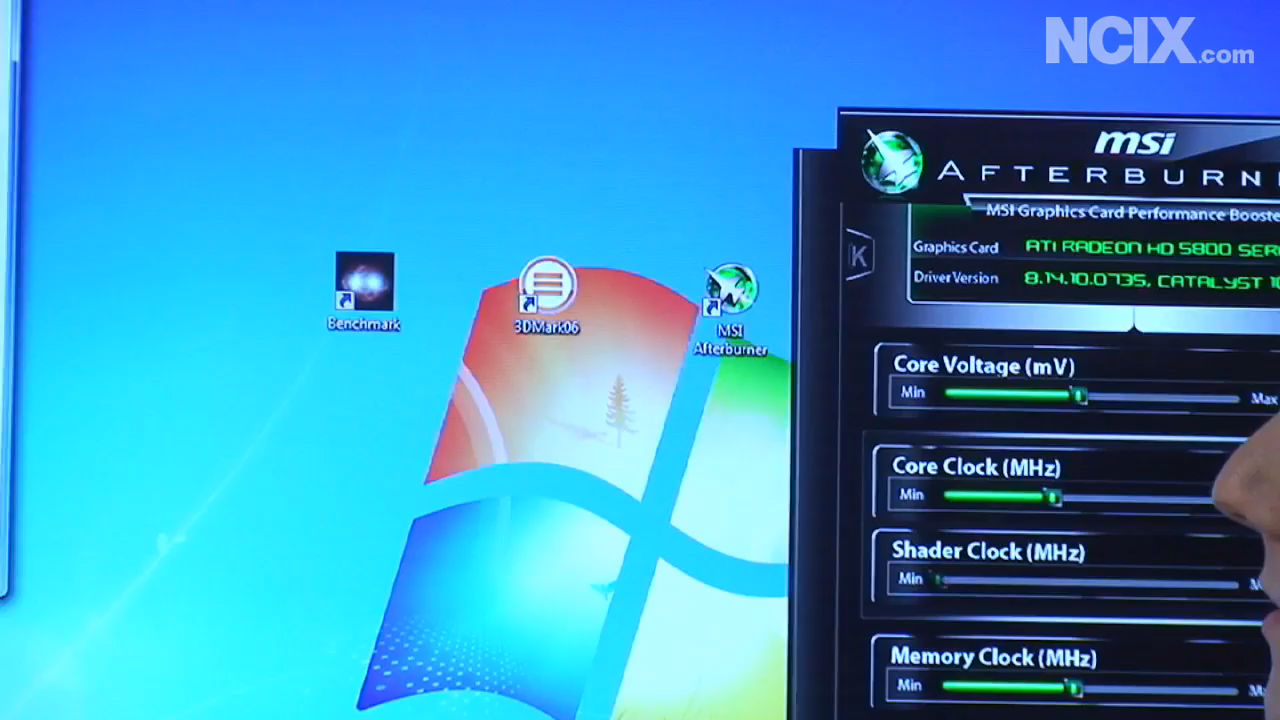 NCIX.com
msi
AFTERBURN
MSI Graphics Card Performance Booste
K
Graphics Card ATI RADEON HD 5800 SER
Driver Version 8.14.10.0735, CATALYST 10
Benchmark
3DMark06
MSI
Afterburner
Core Voltage (mV)
Min Max
Core Clock (MHz)
Min
Shader Clock (MHz)
Min
Memory Clock (MHz)
Min